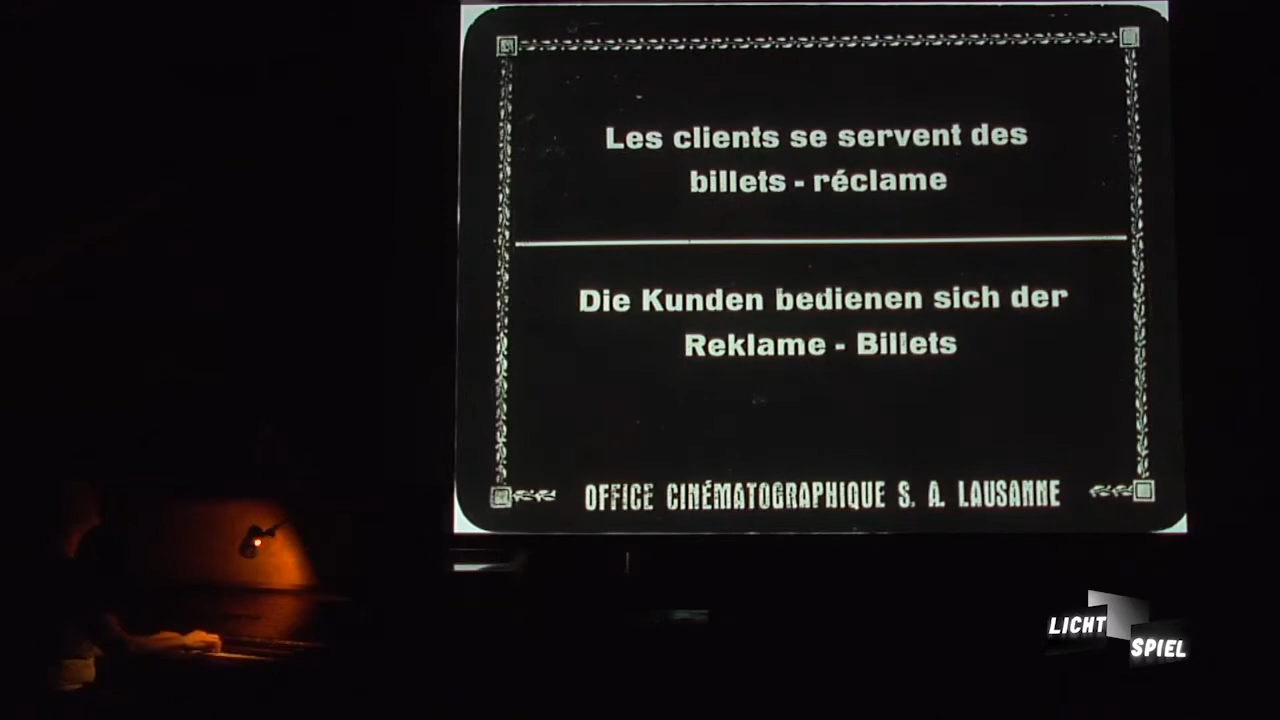 Les clients se servent des
billets - réclame
Die Kunden bedienen sich der
Reklame - Billets
OFFICE CINÉMATOGRAPHIQUE S. A. LAUSANNE
LICHT
SPIEL